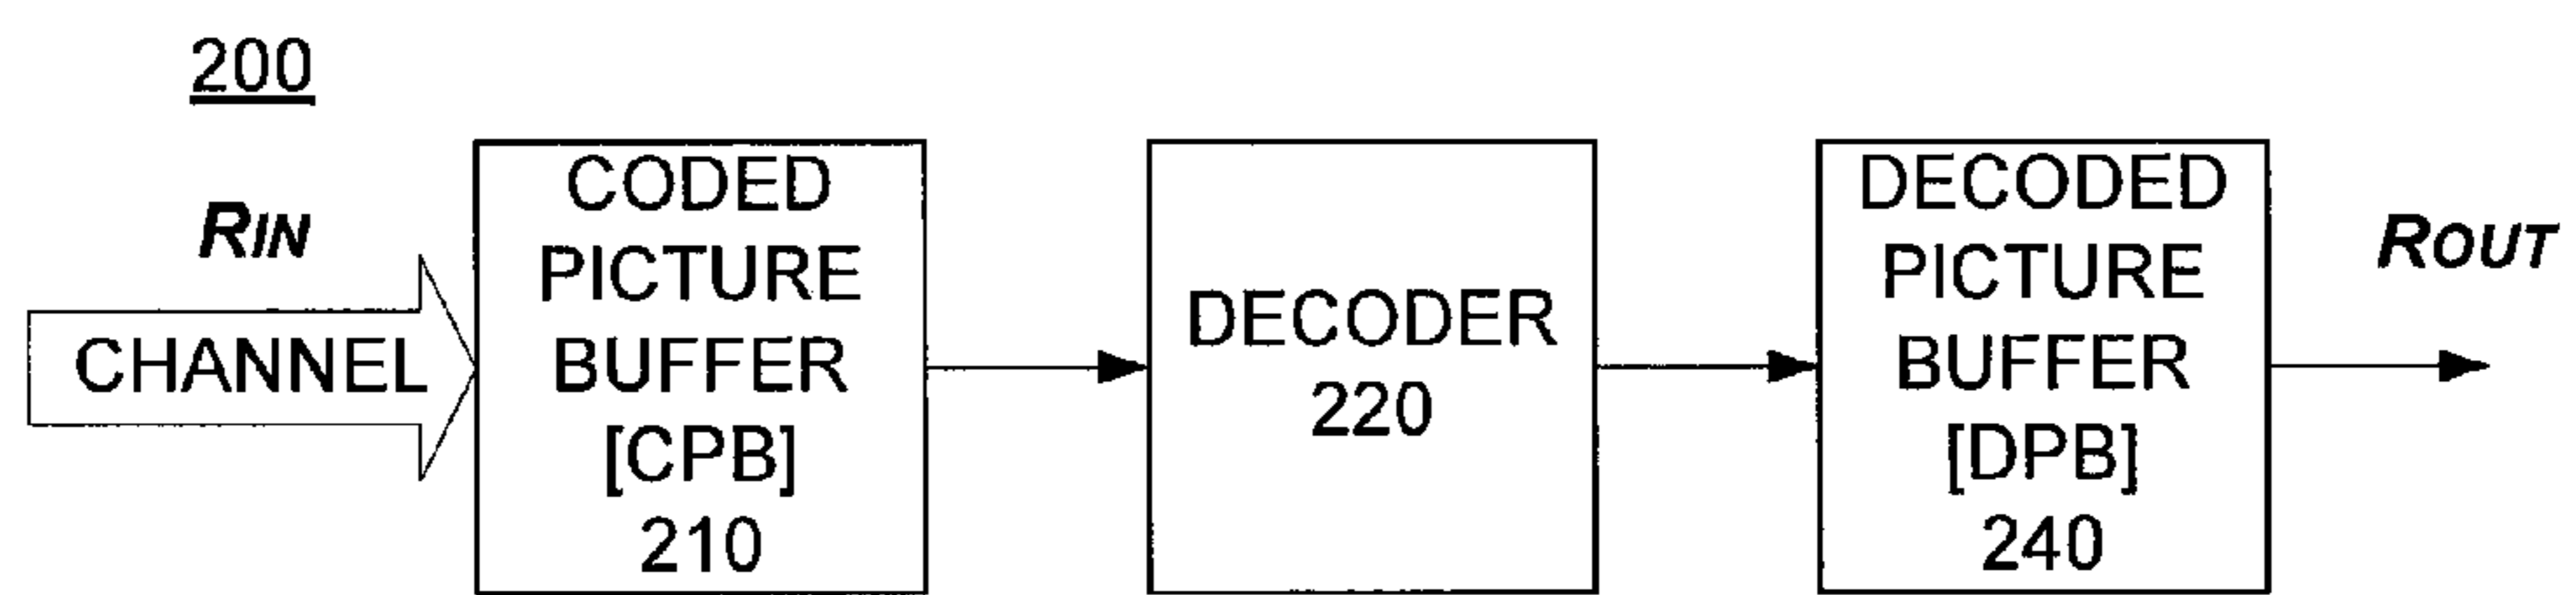 200
RIN
CHANNEL
CODED
PICTURE
BUFFER
[CPB]
210
DECODER
220
DECODED
PICTURE
BUFFER
[DPB]
240
ROUT